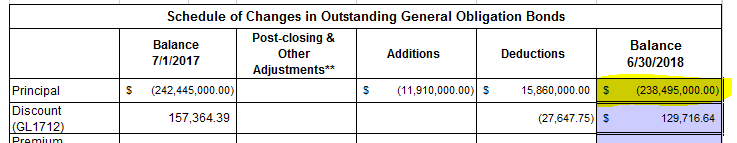 Schedule of Changes in Outstanding General Obligation Bonds
Balance
7/1/2017
Post-closing &
Other
Adjustments**
Additions
Deductions
Balance
6/30/2018
Principal $ (242,445,000.00) $ (11,910,000.00) $ 15,860,000.00 $ (238,495,000.00)
Discount
(GL1712) 157,364.39 (27,647.75) $ 129,716.64
Premium